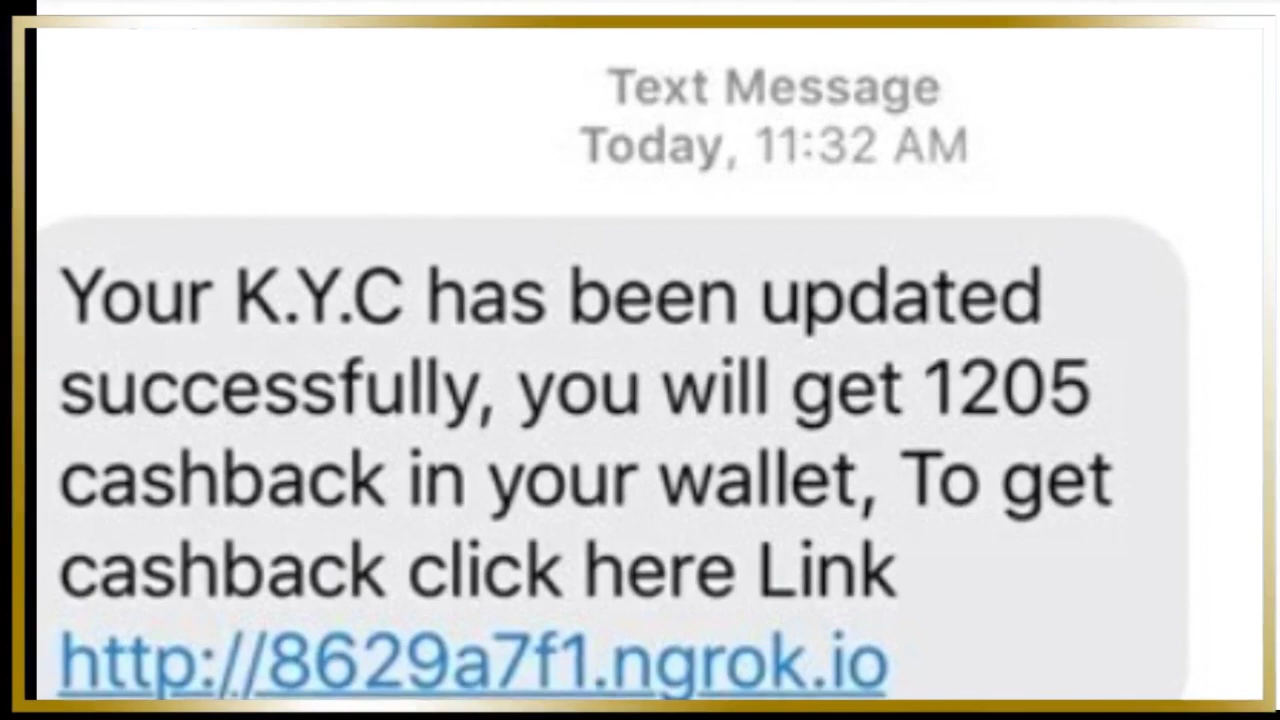 Text Message
Today, 11:32 AM
Your K.Y.C has been updated
successfully, you will get 1205
cashback in your wallet, To get
cashback click here Link
http://8629a7f1.ngrok.io